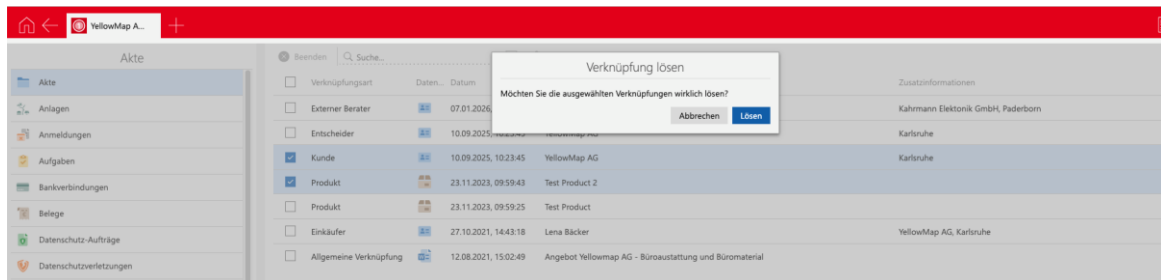 YellowMap A...
Akte
Akte
Anlagen
Anmeldungen
Aufgaben
Bankverbindungen
Belege
Datenschutz-Aufträge
Datenschutzverletzungen
Beenden Suche...
Verknüpfungsart Daten... Datum Zusatzinformationen
Externer Berater 07.01.2026, Kahrmann Elektonik GmbH, Paderborn
Entscheider 10.09.2025, Karlsruhe
Kunde 10.09.2025, 10:23:45 YellowMap AG Karlsruhe
Produkt 23.11.2023, 09:59:43 Test Product 2
Produkt 23.11.2023, 09:59:25 Test Product
Einkäufer 27.10.2021, 14:43:18 Lena Bäcker YellowMap AG, Karlsruhe
Allgemeine Verknüpfung 12.08.2021, 15:02:49 Angebot Yellowmap AG - Büroaustattung und Büromaterial
Verknüpfung lösen
Möchten Sie die ausgewählten Verknüpfungen wirklich lösen?
Abbrechen Lösen